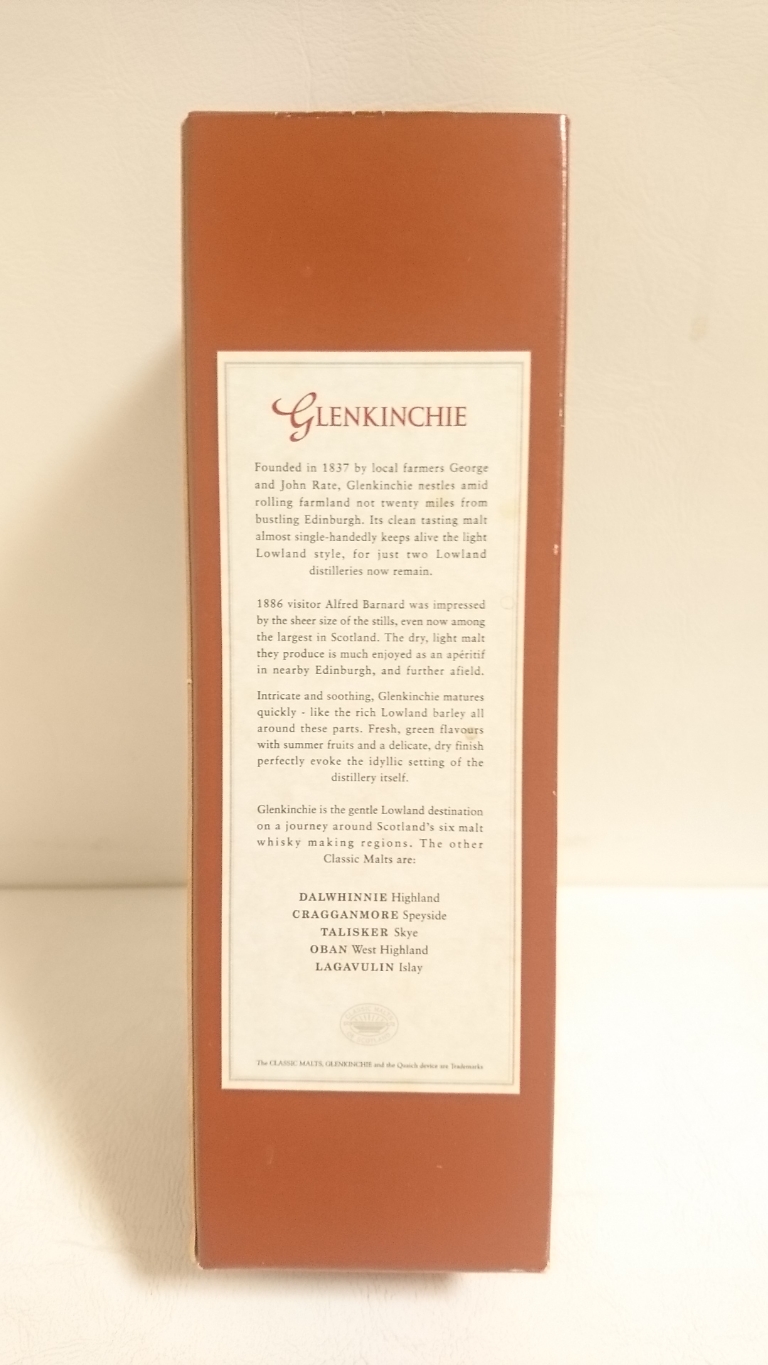 GLENKINCHIE
Founded in 1837 by local farmers George
and John Rate, Glenkinchie nestles amid
rolling farmland not twenty miles from
bustling Edinburgh. Its clean tasting malt
almost single-handedly keeps alive the light
Lowland style, for just two Lowland
distilleries now remain.
1886 visitor Alfred Barnard was impressed
by the sheer size of the stills, even now among
the largest in Scotland. The dry, light malt
they produce is much enjoyed as an apéritif
in nearby Edinburgh, and further afield.
Intricate and soothing, Glenkinchie matures
quickly - like the rich Lowland barley all
around these parts. Fresh, green flavours
with summer fruits and a delicate, dry finish
perfectly evoke the idyllic setting of the
distillery itself.
Glenkinchie is the gentle Lowland destination
on a journey around Scotland's six malt
whisky making regions. The other
Classic Malts are:
DALWHINNIE Highland
CRAGGANMORE Speyside
TALISKER Skye
OBAN West Highland
LAGAVULIN Islay
CLASSIC MALTS
OF SCOTLAND
The CLASSIC MALTS, GLENKINCHIE and the Quaich device are Trademarks